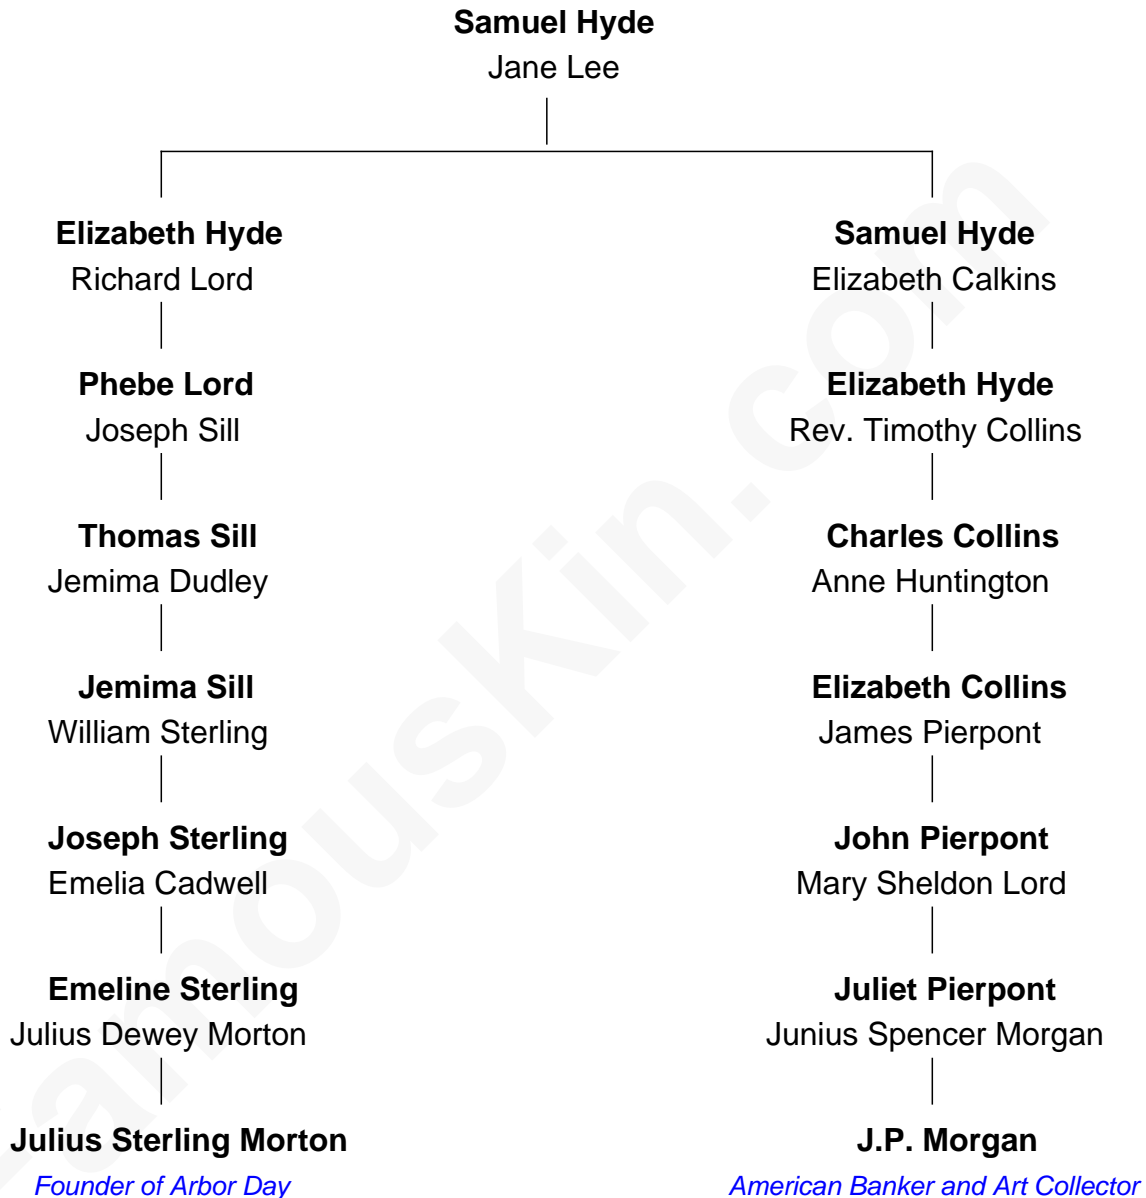 Samuel Hyde
Jane Lee
Elizabeth Hyde
Richard Lord
Phebe Lord
Joseph Sill
Thomas Sill
Jemima Dudley
Jemima Sill
William Sterling
Joseph Sterling
Emelia Cadwell
Emeline Sterling
Julius Dewey Morton
Julius Sterling Morton
Founder of Arbor Day
Samuel Hyde
Elizabeth Calkins
Elizabeth Hyde
Rev. Timothy Collins
Charles Collins
Anne Huntington
Elizabeth Collins
James Pierpont
John Pierpont
Mary Sheldon Lord
Juliet Pierpont
Junius Spencer Morgan
J.P. Morgan
American Banker and Art Collector
FamousKin.com